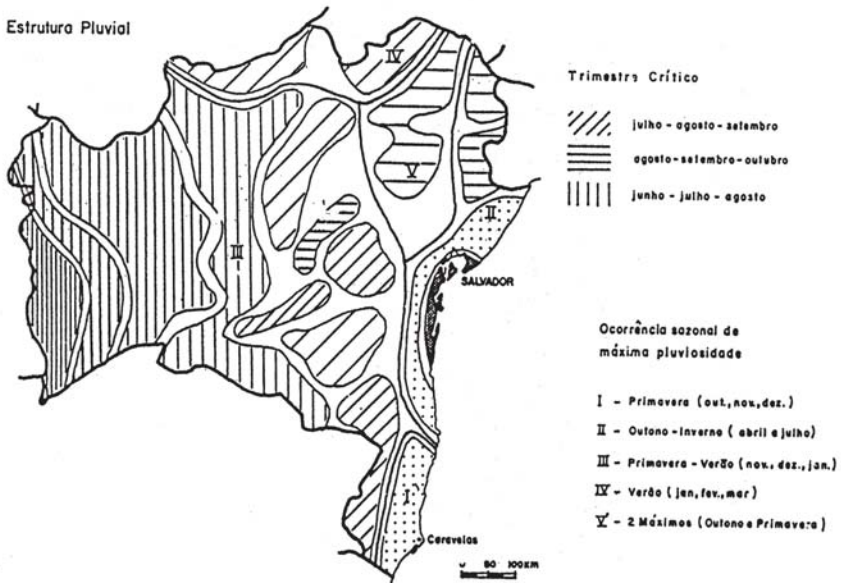 Estrutura Pluvial
IV
V
II
III
SALVADOR
I
Caravelas
0 50 100KM
Trimestre Crítico
julho - agosto - setembro
agosto - setembro - outubro
junho - julho - agosto
Ocorrência sazonal de
máxima pluviosidade
I - Primavera (out., nov., dez.)
II - Outono - Inverno (abril a julho)
III - Primavera - Verão (nov., dez., jan.)
IV - Verão (jan, fev., mar)
V - 2 Máximos (Outono e Primavera)